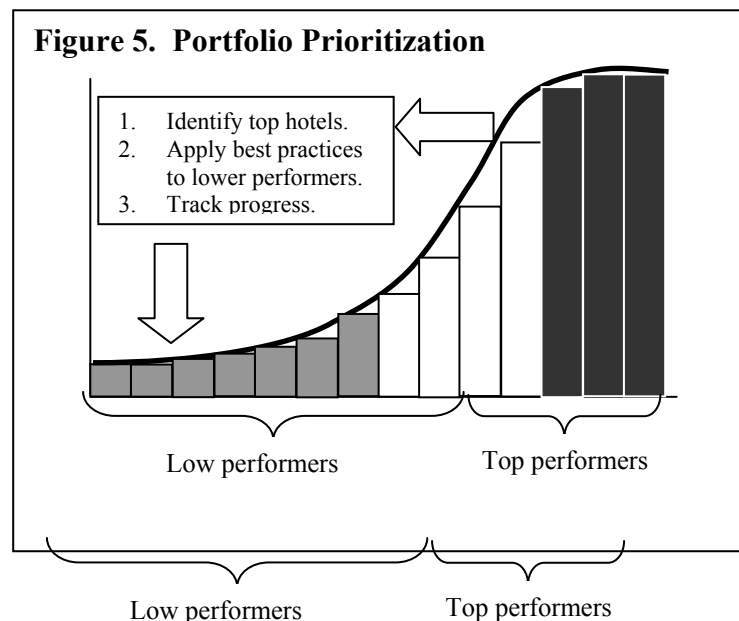 Figure 5.  Portfolio Prioritization
1. Identify top hotels.
2. Apply best practices
to lower performers.
3. Track progress.
Low performers
Top performers
Low performers
Top performers